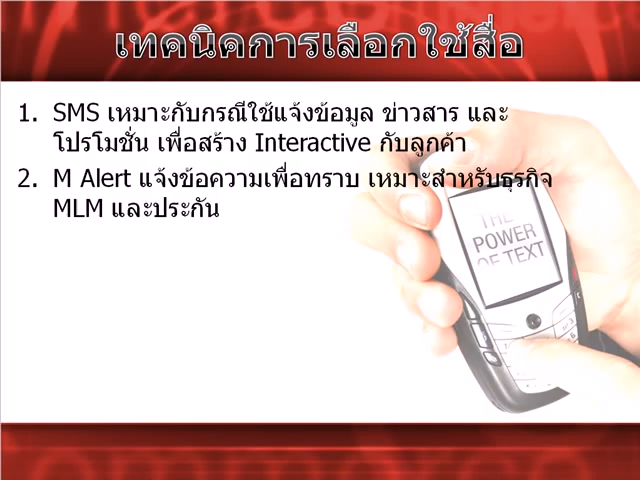 เทคนิคการเลือกใช้สื่อ
1. SMS เหมาะกับกรณีใช้แจ้งข้อมูล ข่าวสาร และ
โปรโมชั่น เพื่อสร้าง Interactive กับลูกค้า
2. M Alert แจ้งข้อความเพื่อทราบ เหมาะสำหรับธุรกิจ
MLM และประกัน
THE
POWER
OF TEXT